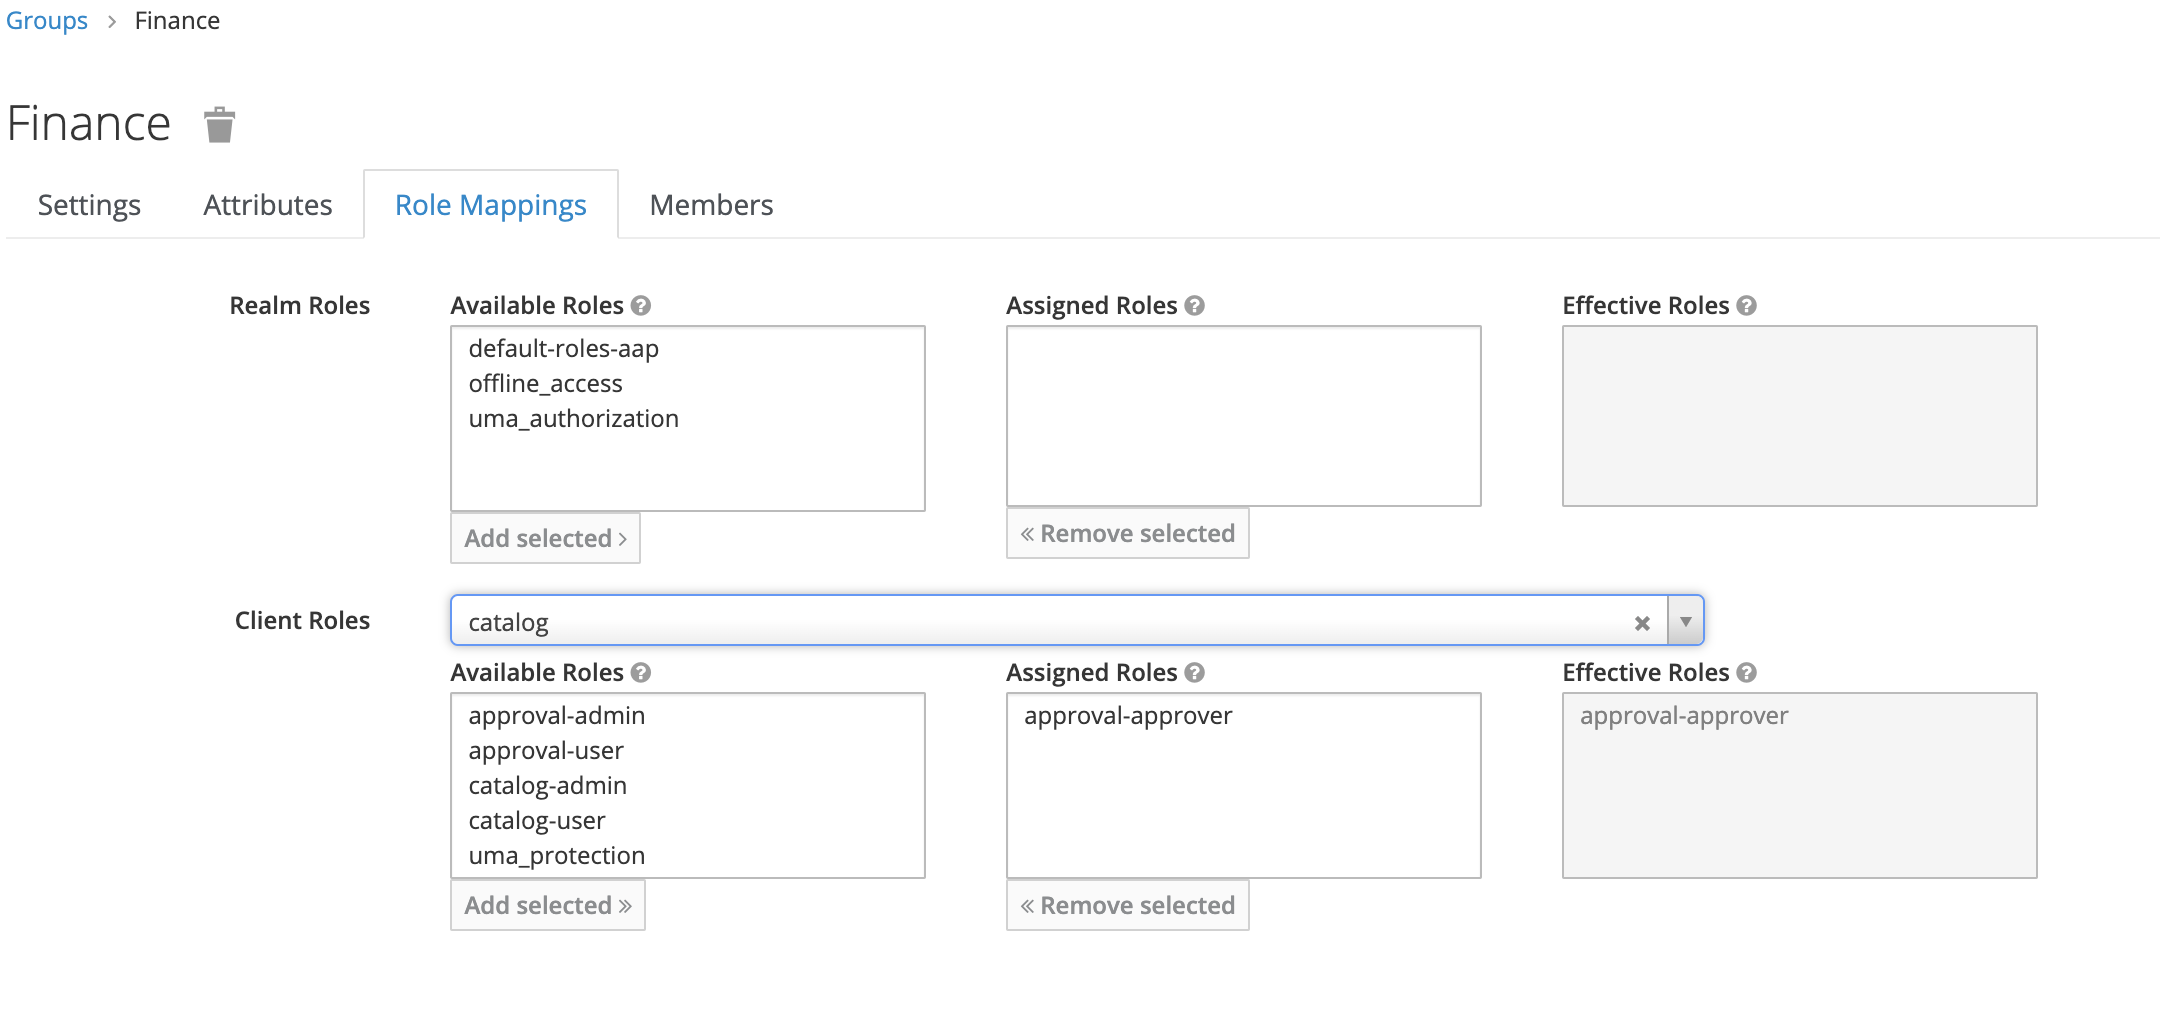 Groups > Finance
Finance
Settings Attributes Role Mappings Members
Realm Roles Available Roles Assigned Roles Effective Roles
default-roles-aap
offline_access
uma_authorization
Add selected > « Remove selected
Client Roles catalog
Available Roles Assigned Roles Effective Roles
approval-admin approval-approver approval-approver
approval-user
catalog-admin
catalog-user
uma_protection
Add selected » « Remove selected